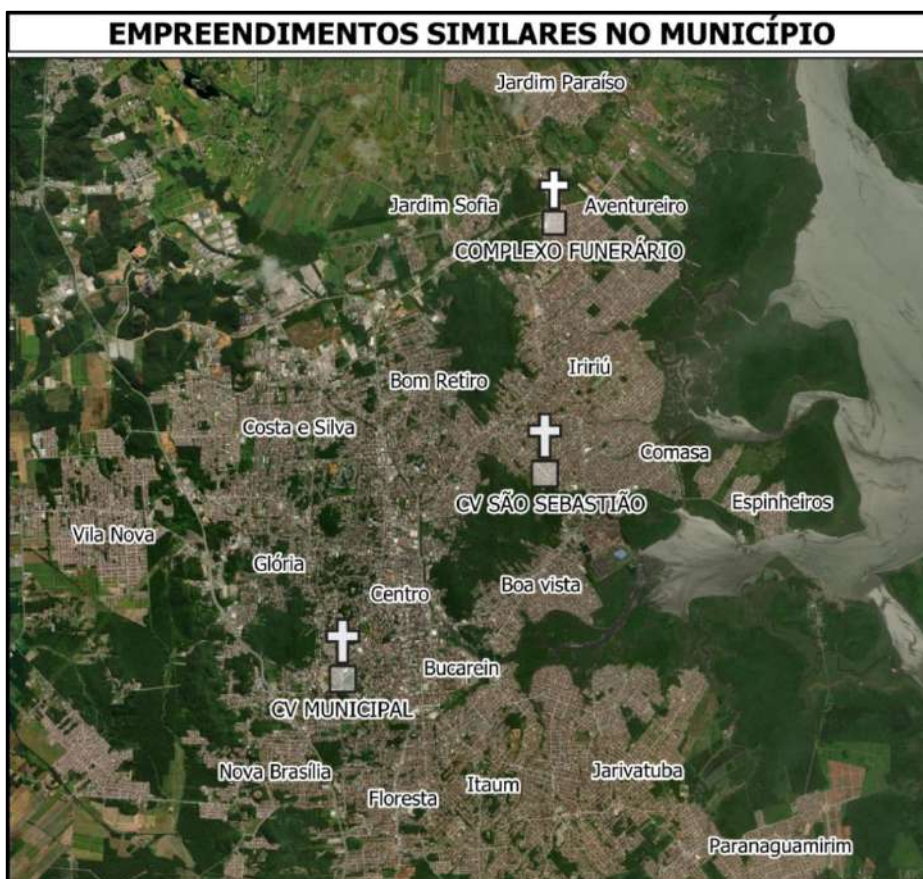 EMPREENDIMENTOS SIMILARES NO MUNICÍPIO
Jardim Paraíso
Jardim Sofia
Aventureiro
COMPLEXO FUNERÁRIO
Iririú
Bom Retiro
Costa e Silva
Comasa
CV SÃO SEBASTIÃO
Espinheiros
Vila Nova
Glória
Boa vista
Centro
Bucarein
CV MUNICIPAL
Nova Brasília
Jarivatuba
Itaum
Floresta
Paranaguamirim